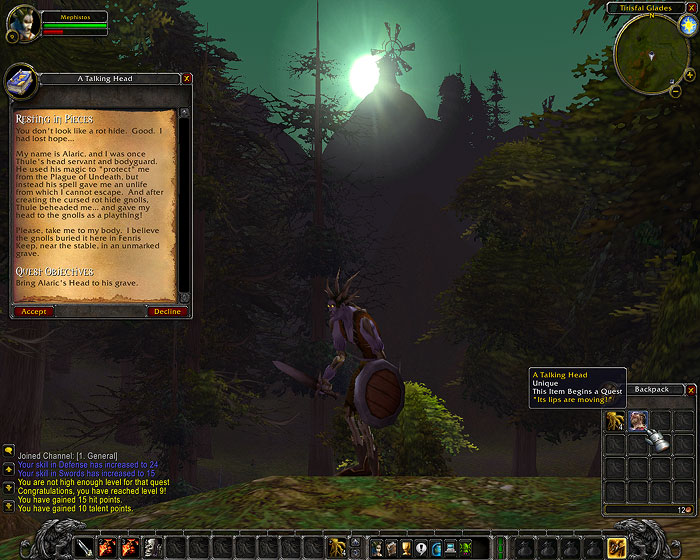 Mephistos
Tirisfal Glades
N
A Talking Head
Resting in Pieces
You don't look like a rot hide. Good. I
had lost hope...
My name is Alaric, and I was once
Thule's head servant and bodyguard.
He used his magic to "protect" me
from the Plague of Undeath, but
instead his spell gave me an unlife
from which I cannot escape. And after
creating the cursed rot hide gnolls,
Thule beheaded me... and gave my
head to the gnolls as a plaything!
Please, take me to my body. I believe
the gnolls buried it here in Fenris
Keep, near the stable, in an unmarked
grave.
Quest Objectives
Bring Alaric's Head to his grave.
Accept
Decline
A Talking Head
Unique
This Item Begins a Quest
"Its lips are moving!"
Backpack
12
Joined Channel: [1. General]
Your skill in Defense has increased to 24
Your skill in Swords has increased to 15
You are not high enough level for that quest!
Congratulations, you have reached level 9!
You have gained 15 hit points.
You have gained 10 talent points.